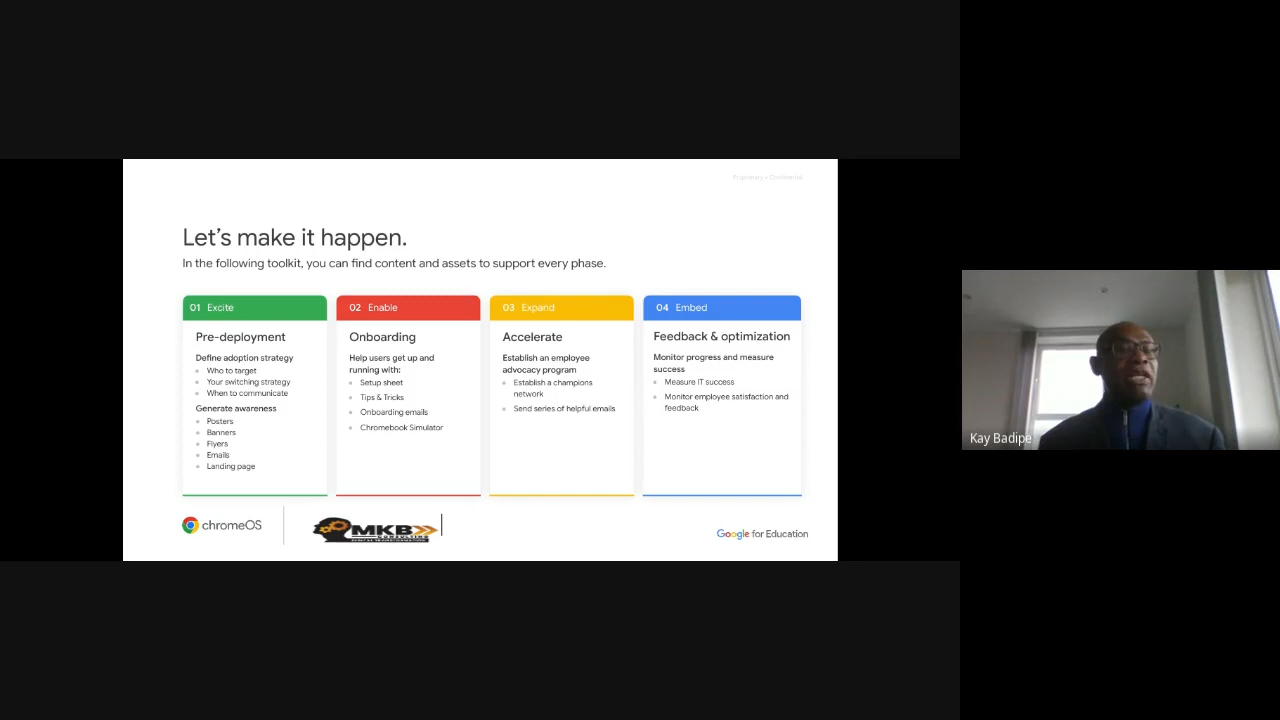 Proprietary + Confidential
Let's make it happen.
In the following toolkit, you can find content and assets to support every phase.
01 Excite
Pre-deployment
Define adoption strategy
Who to target
Your switching strategy
When to communicate
Generate awareness
Posters
Banners
Flyers
Emails
Landing page
02 Enable
Onboarding
Help users get up and
running with:
Setup sheet
Tips & Tricks
Onboarding emails
Chromebook Simulator
03 Expand
Accelerate
Establish an employee
advocacy program
Establish a champions
network
Send series of helpful emails
04 Embed
Feedback & optimization
Monitor progress and measure
success
Measure IT success
Monitor employee satisfaction and
feedback
chromeOS
MKB
Google for Education
Kay Badipe